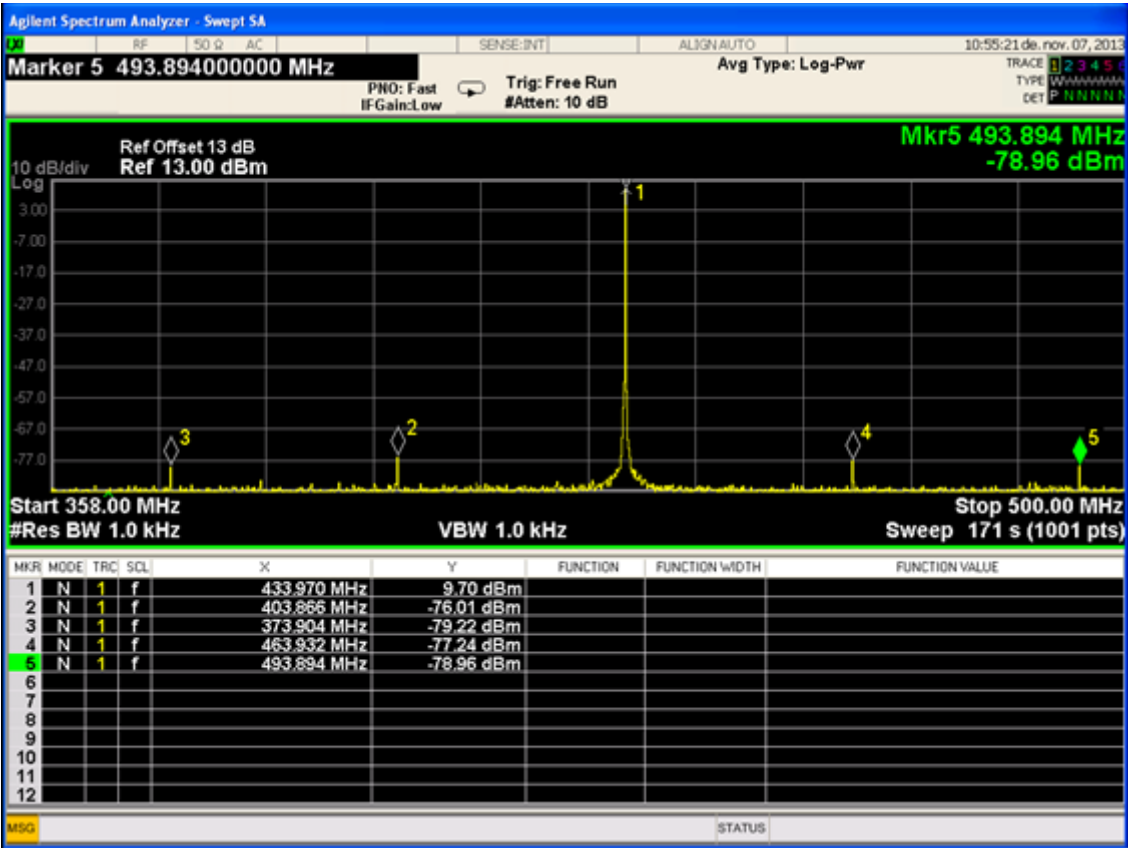 Agilent Spectrum Analyzer - Swept SA
LXI RF 50 Ω AC SENSE:INT ALIGN AUTO 10:55:21 de. nov. 07, 2013
Marker 5 493.894000000 MHz
PNO: Fast
IFGain:Low
Trig: Free Run
#Atten: 10 dB
Avg Type: Log-Pwr
TRACE 1 2 3 4 5 6
TYPE
DET P N N N N N
Mkr5 493.894 MHz
-78.96 dBm
10 dB/div
Log
Ref Offset 13 dB
Ref 13.00 dBm
3.00
-7.00
-17.0
-27.0
-37.0
-47.0
-57.0
-67.0
-77.0
1
2
3
4
5
Start 358.00 MHz Stop 500.00 MHz
#Res BW 1.0 kHz VBW 1.0 kHz Sweep 171 s (1001 pts)
MKR MODE TRC SCL X Y FUNCTION FUNCTION WIDTH FUNCTION VALUE
1 N 1 f 433.970 MHz 9.70 dBm
2 N 1 f 403.866 MHz -76.01 dBm
3 N 1 f 373.904 MHz -79.22 dBm
4 N 1 f 463.932 MHz -77.24 dBm
5 N 1 f 493.894 MHz -78.96 dBm
6
7
8
9
10
11
12
MSG STATUS